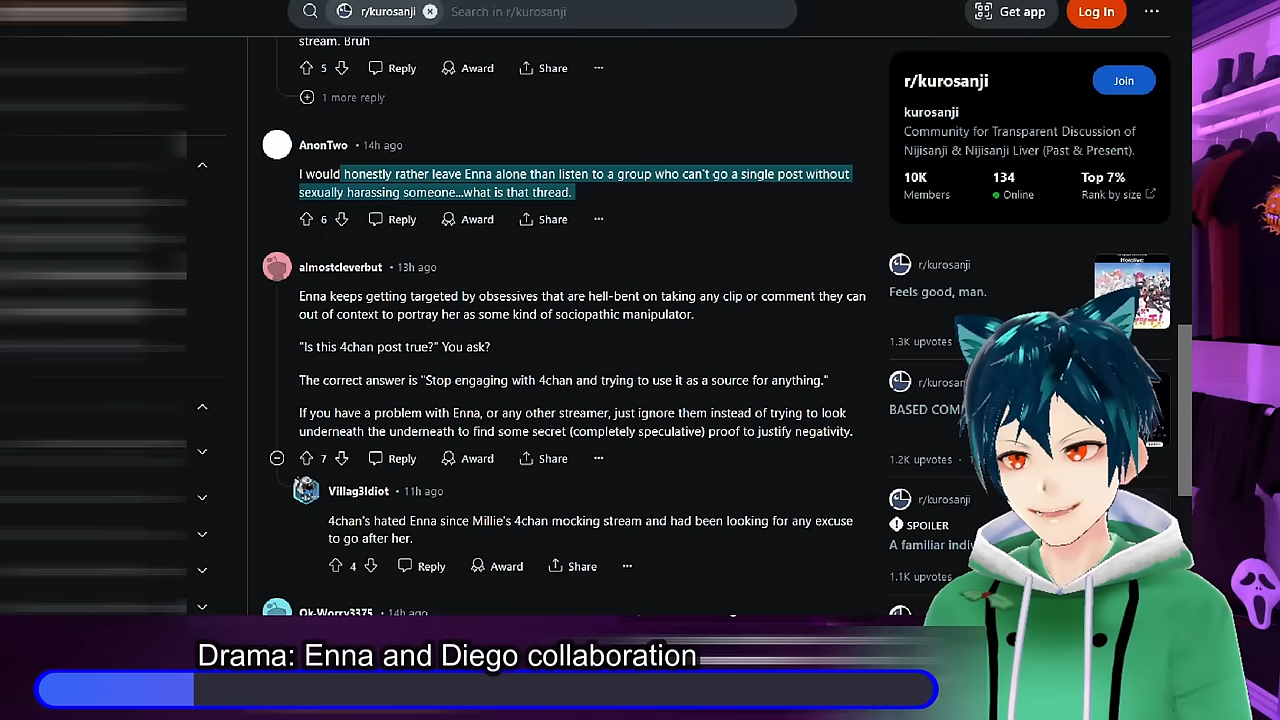 r/kurosanji
Search in r/kurosanji
Get app
Log In
stream. Bruh
5
Reply
Award
Share
1 more reply
AnonTwo • 14h ago
I would honestly rather leave Enna alone than listen to a group who can't go a single post without
sexually harassing someone...what is that thread.
6
Reply
Award
Share
almostcleverbut • 13h ago
Enna keeps getting targeted by obsessives that are hell-bent on taking any clip or comment they can
out of context to portray her as some kind of sociopathic manipulator.
"Is this 4chan post true?" You ask?
The correct answer is "Stop engaging with 4chan and trying to use it as a source for anything."
If you have a problem with Enna, or any other streamer, just ignore them instead of trying to look
underneath the underneath to find some secret (completely speculative) proof to justify negativity.
7
Reply
Award
Share
Villag3Idiot • 11h ago
4chan's hated Enna since Millie's 4chan mocking stream and had been looking for any excuse
to go after her.
4
Reply
Award
Share
Ok-Worry3375 • 14h ago
r/kurosanji
Join
kurosanji
Community for Transparent Discussion of
Nijisanji & Nijisanji Liver (Past & Present).
10K
134
Top 7%
Members
Online
Rank by size
r/kurosanji
Feels good, man.
1.3K upvotes
r/kurosan
BASED COM
1.2K upvotes
r/kurosanji
SPOILER
A familiar indiv
1.1K upvotes
Drama: Enna and Diego collaboration